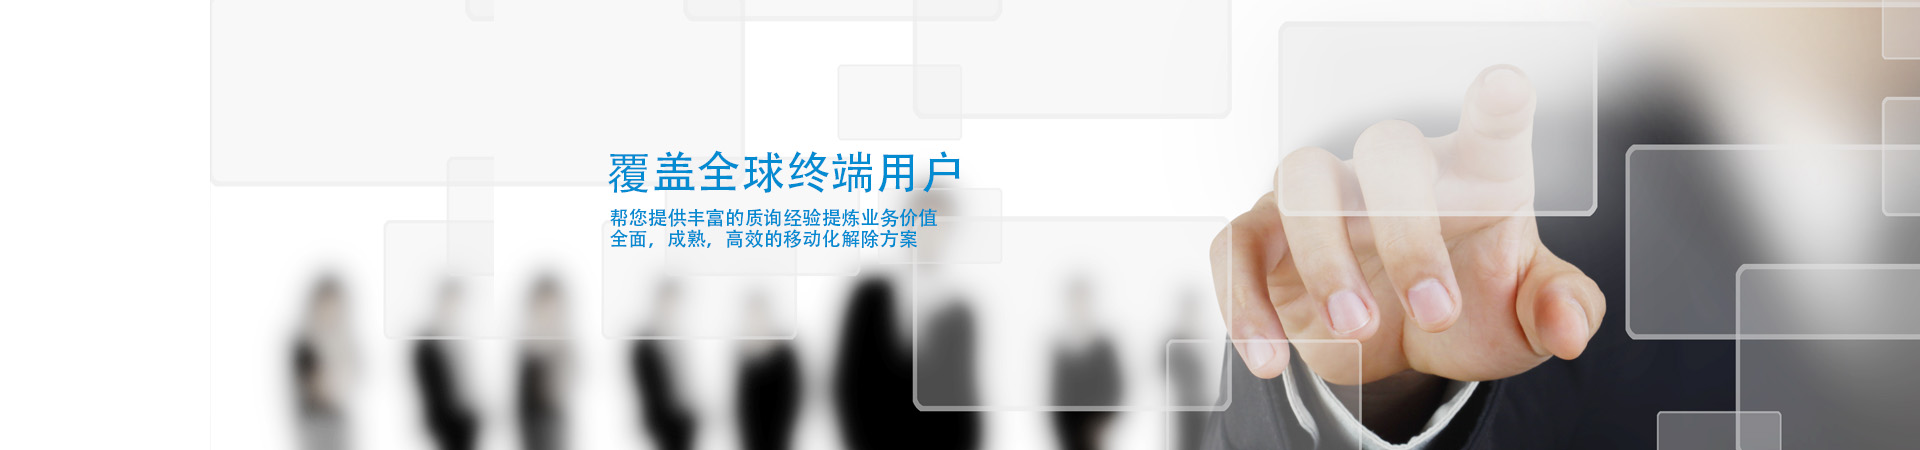 覆盖全球终端用户
帮您提供丰富的质询经验提炼业务价值
全面，成熟，高效的移动化解除方案